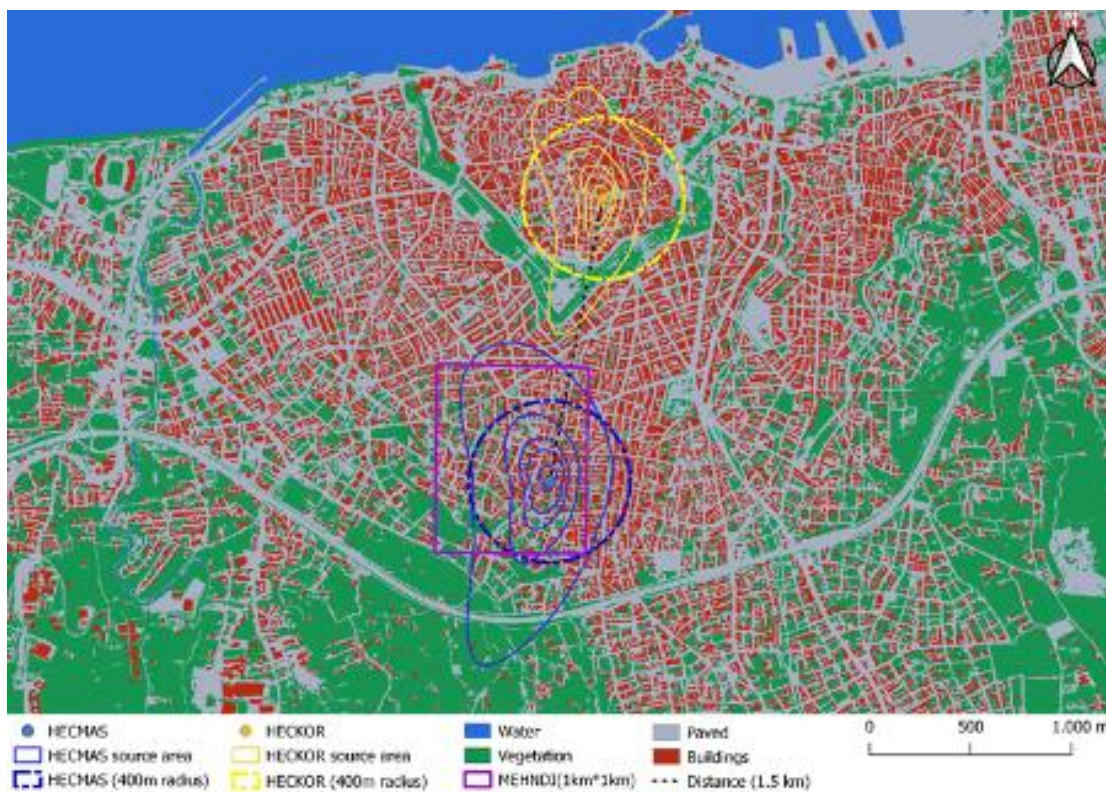 N
HECMAS HECKOR Water Paved 0 500 1.000 m
HECMAS source area HECKOR source area Vegetation Buildings
HECMAS (400m radius) HECKOR (400m radius) MEHNDI(1km*1km) Distance (1.5 km)